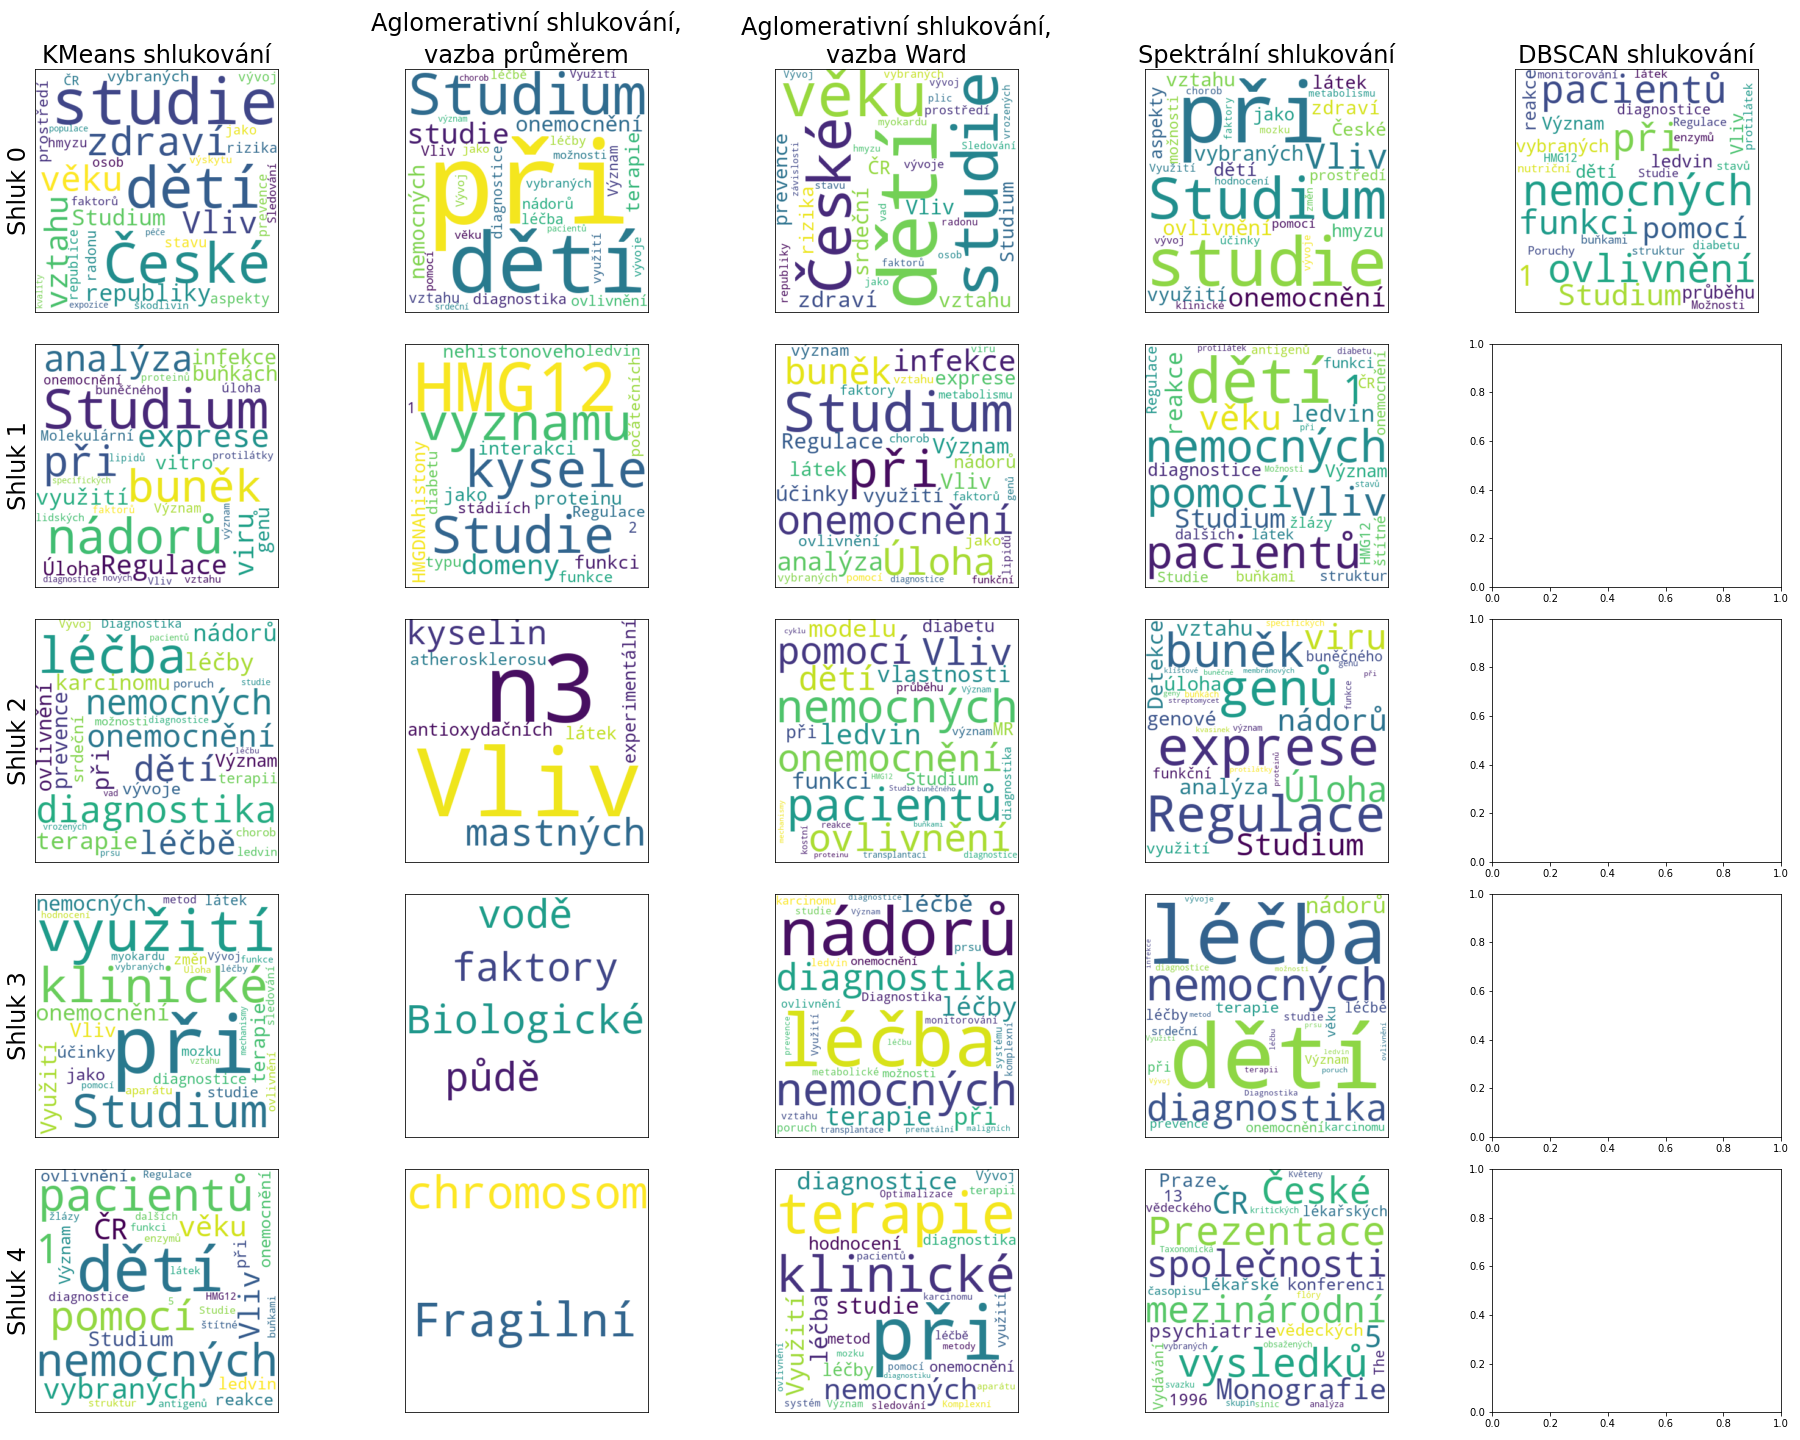 KMeans shlukování
Aglomerativní shlukování,
vazba průměrem
Aglomerativní shlukování,
vazba Ward
Spektrální shlukování
DBSCAN shlukování
Shluk 0
ČR vybraných vývoj
studie
prostředí
populace
hmyzu zdraví jako
rizika
osob výskytu
věku dětí
faktorů
prevence
Sledování
vztahu
Studium Vliv
péče
republice
radonu
stavu
České
kvality
republiky aspekty
expozice škodlivin
chorob léčbě Využití
Studium
význam
studie onemocnění
Vliv jako léčby
možnosti
nemocných
Vývoj
při
diagnostice
vybraných
nádorů
léčba
pacientů
Význam
terapie
věku
pomocí
dětí
využití
vývoje
vztahu diagnostika ovlivnění
srdeční
Vývoj vybraných
věku vývoj
plic
prostředí
myokardu
vrozených
České
hmyzu
ČR
Sledování
prevence
závislosti
stavu
rizika
srdeční
vývoje
vad
dětí
Vliv
radonu
studie
Studium
republiky
faktorů
osob
jako
zdraví vztahu
vztahu látek
chorob metabolismu
aspekty
možnosti
při
faktory
jako zdraví
mozku České
vybraných Vliv
Využití dětí prostředí
hodnocení
Studium
změn
ovlivnění pomocí hmyzu
vývoj účinky
studie
vývoje
využití onemocnění
klinické
reakce
monitorování látek
pacientů
diagnostice
Význam Regulace
při enzymů
Vliv
protilátek
vybraných
HMG12 ledvin
nutriční dětí stavů
Studie
nemocných
funkci pomocí
buňkami
Poruchy struktur diabetu
1 ovlivnění
Studium průběhu
Možnosti
Shluk 1
analýza infekce
onemocnění proteinů buňkách
buněčného úloha
Studium
Molekulární exprese
při lipidů protilátky
vitro
specifických
využití buněk
lidských faktorů Význam
význam
viru
genů
nádorů
Úloha Regulace
diagnostice nových Vliv vztahu
nehistonoveho ledvin
HMG12
1
počátečních
vyznamu
interakci
HMGDNAhistony
diabetu
kysele
jako proteinu
stádiích Regulace
Studie 2
typu domeny funkci
funkce
význam viru
buněk infekce
vztahu exprese
faktory metabolismu
Studium
Regulace chorob Význam
látek při nádorů
Vliv
genů
účinky využití faktorů
onemocnění
ovlivnění jako
lipidů
analýza Úloha
vybraných pomocí diagnostice funkční
Regulace
protilátek antigenů diabetu
reakce
dětí funkci
1 ČR
onemocnění
věku ledvin
při
nemocných
diagnostice Možnosti Význam
stavů
pomocí Vliv
Studium žlázy
dalších látek
HMG12
štítné
pacientů
Studie buňkami struktur
Shluk 2
Vývoj Diagnostika
pacientů nádorů
léčba léčby
karcinomu poruch studie
ovlivnění
prevence
srdeční
nemocných
možnosti diagnostice
onemocnění
při
léčbu
dětí Význam
terapii
vad vývoje
diagnostika
vrozených chorob
terapie léčbě
prsu ledvin
kyselin
experimentální
atherosklerosu
n3
antioxydačních látek
Vliv
mastných
cyklu modelu diabetu
pomocí Vliv
dětí vlastnosti
průběhu Význam
nemocných
při ledvin význam MR
onemocnění
diagnostika
funkci HMG12 Studium
Studie buněčného
mechanismy
pacientů
reakce buňkami
kostní
ovlivnění
proteinu transplantaci diagnostice
Detekce
specifických
vztahu viru
buněk buněčného
genu
klíšťové buněčné membránových při
úloha
geny buňkách
streptomycet
genů
funkce
genové nádorů
kvasinek význam
exprese
funkční protilátky
proteinů
analýza Úloha
Regulace
využití Studium
Shluk 3
nemocných metod látek
hodnocení
využití
myokardu změn Vývoj funkce
vybraných Úloha léčby
klinické
onemocnění
mechanismy
terapie
sledování
Vliv při
účinky mozku
vztahu
Využití
jako diagnostice
pomocí aparátu
studie
ovlivnění
Studium
vodě
faktory
Biologické
půdě
karcinomu diagnostice léčbě
studie Význam
nádorů
prsu
ledvin onemocnění
diagnostika
Diagnostika
ovlivnění léčby
monitorování
prevence
Využití
léčba
léčbu
systému
komplexní
metabolické možnosti
nemocných
vztahu terapie při
poruch transplantace prenatální maligních
vývoje nádorů
infekce
léčba
diagnostice možnosti
nemocných
léčby metod terapie léčbě
studie prsu
srdeční
Využití
léčbu
věku
ovlivnění
dětí
ledvin
při Význam
Vývoj terapii poruch
Diagnostika
diagnostika
prevence onemocnění karcinomu
Shluk 4
ovlivnění Regulace
pacientů
onemocnění
žlázy dalších
ČR funkci věku
enzymů
1
Význam
při
dětí
látek
diagnostice HMG12
Vliv
buňkami
5 Studie
pomocí štítné
Studium
nemocných
vybraných ledvin
struktur antigenů reakce
chromosom
Fragilní
diagnostice Vývoj
Optimalizace terapii
terapie
hodnocení diagnostika
pacientů
klinické
karcinomu
Využití
léčba
studie
využití
metod při
léčbě
metody
ovlivnění
mozku
léčby pomocí onemocnění
diagnostiku
nemocných aparátu
systém Význam sledování Komplexní
Praze Květeny
13 ČR České
vědeckého kritických lékařských
Prezentace
Taxonomická
společnosti
časopisu lékařské konferenci
flóry
mezinárodní
psychiatrie vědeckých 5
vybraných obsažených
Vydávání
výsledků
The
svazku
1996 Monografie
skupin sinic analýza
1.0
0.8
0.6
0.4
0.2
0.0
0.0 0.2 0.4 0.6 0.8 1.0
1.0
0.8
0.6
0.4
0.2
0.0
0.0 0.2 0.4 0.6 0.8 1.0
1.0
0.8
0.6
0.4
0.2
0.0
0.0 0.2 0.4 0.6 0.8 1.0
1.0
0.8
0.6
0.4
0.2
0.0
0.0 0.2 0.4 0.6 0.8 1.0